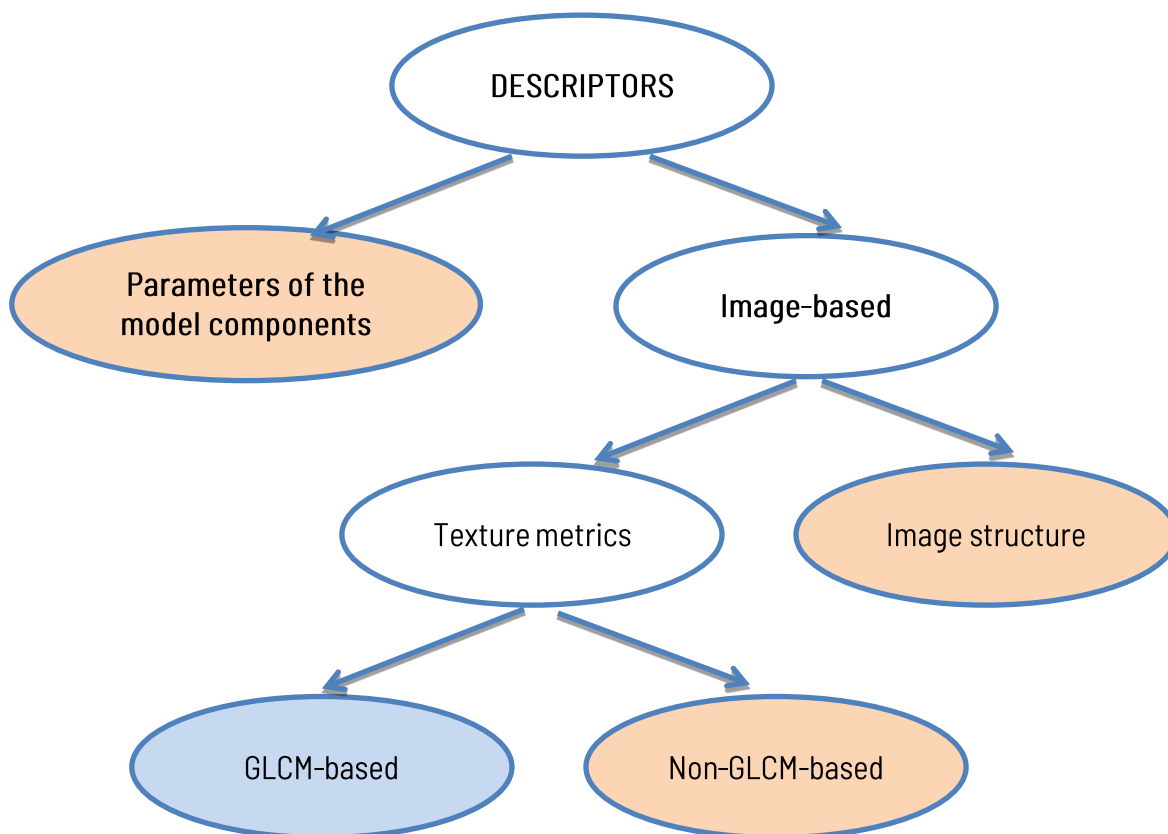 DESCRIPTORS
Parameters of the
model components
Image-based
Texture metrics
Image structure
GLCM-based
Non-GLCM-based